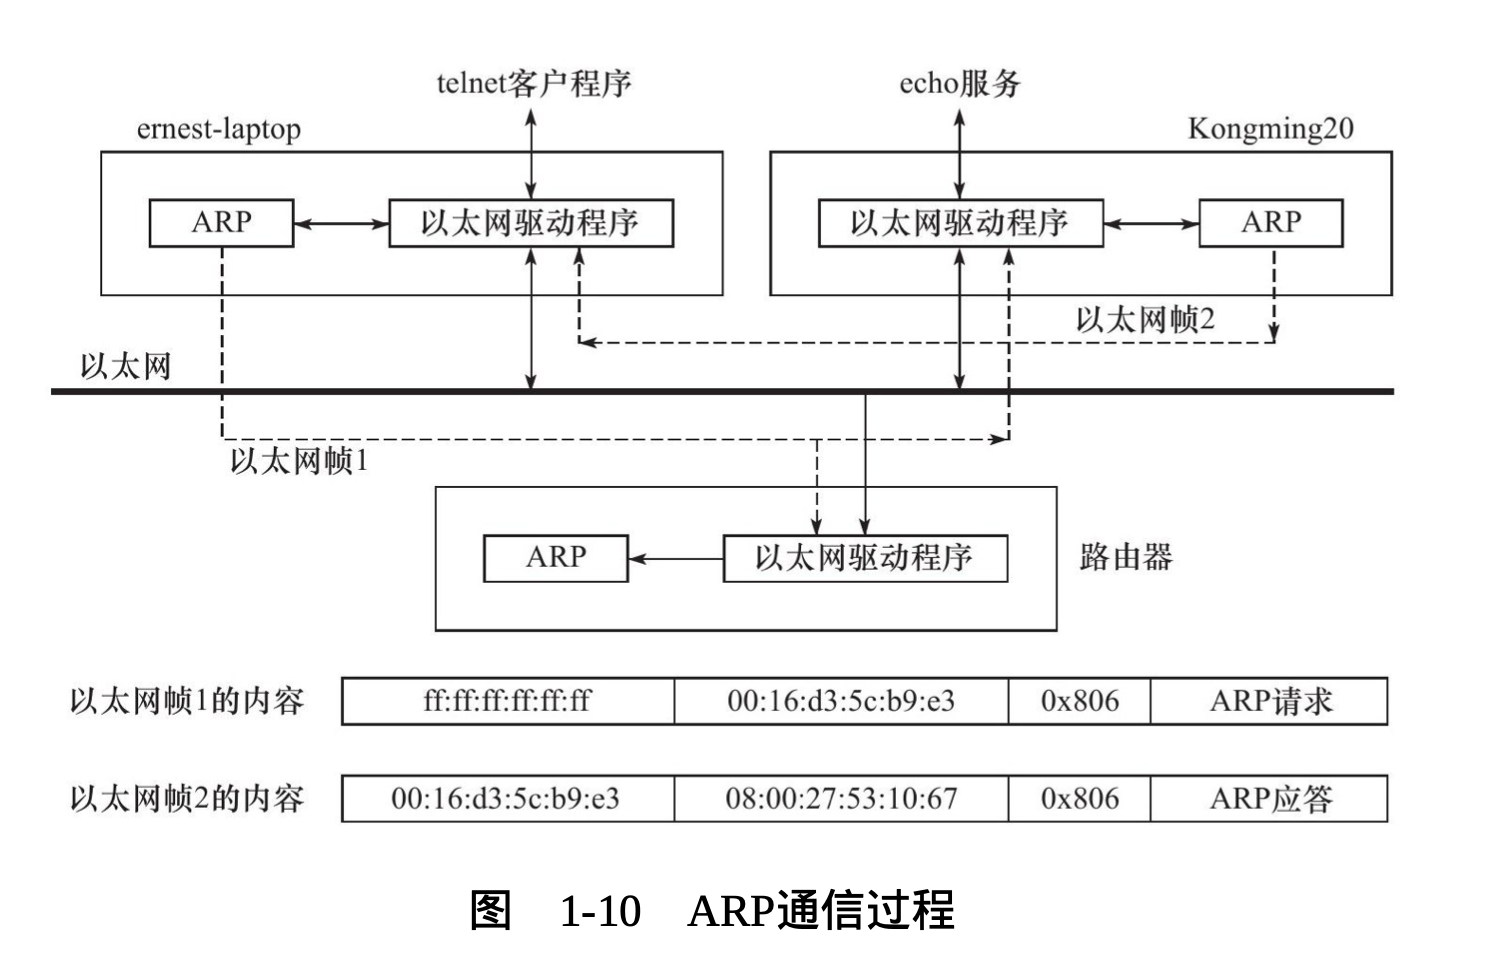 telnet客户程序
echo服务
ernest-laptop
Kongming20
ARP
以太网驱动程序
以太网驱动程序
ARP
以太网帧2
以太网
以太网帧1
ARP
以太网驱动程序
路由器
以太网帧1的内容 ff:ff:ff:ff:ff:ff 00:16:d3:5c:b9:e3 0x806 ARP请求
以太网帧2的内容 00:16:d3:5c:b9:e3 08:00:27:53:10:67 0x806 ARP应答
图 1-10 ARP通信过程